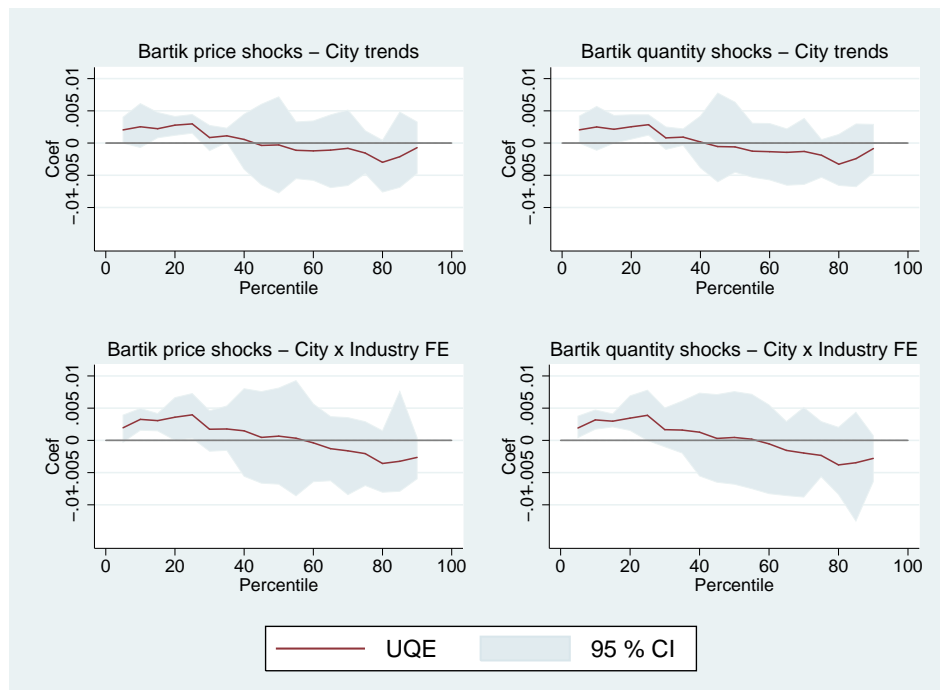 Bartik price shocks – City trends
Coef
-.01-.005 0 .005.01
0 20 40 60 80 100
Percentile
Bartik quantity shocks – City trends
Coef
-.01-.005 0 .005.01
0 20 40 60 80 100
Percentile
Bartik price shocks – City x Industry FE
Coef
-.01-.005 0 .005.01
0 20 40 60 80 100
Percentile
Bartik quantity shocks – City x Industry FE
Coef
-.01-.005 0 .005.01
0 20 40 60 80 100
Percentile
UQE 95 % CI